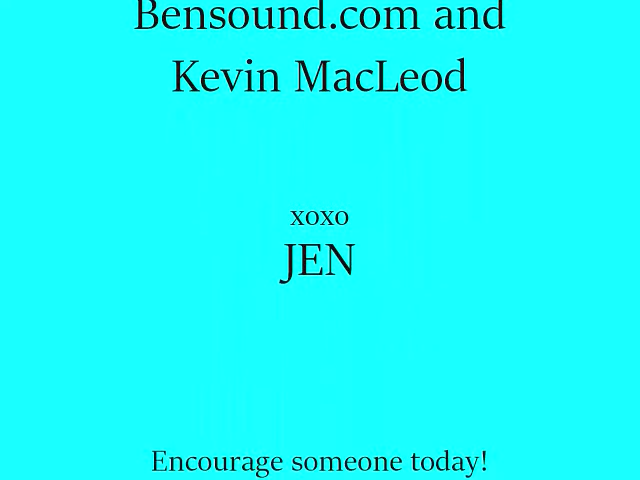 Bensound.com and
Kevin MacLeod
xoxo
JEN
Encourage someone today!